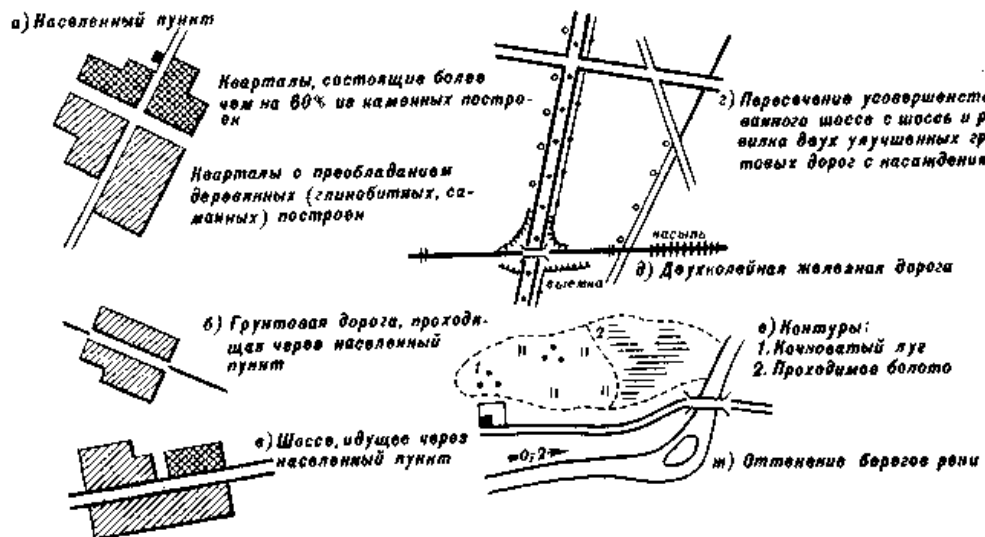 а) Населенный пункт
Кварталы, состоящие более
чем на 60% из каменных постро-
ек
Кварталы с преобладанием
деревянных (глинобитных, са-
манных) построек
г) Пересечение усовершенст
ванного шоссе с шоссе и р
вилка двух улучшенных гр
товых дорог с насаждения
насыпь
д) Двухколейная железная дорога
выемка
б) Грунтовая дорога, проходя-
щая через населенный
пункт
е) Контуры:
1. Кочковатый луг
2. Проходимое болото
2
1
в) Шоссе, идущее через
населенный пункт
0,2
ж) Оттенение берегов реки